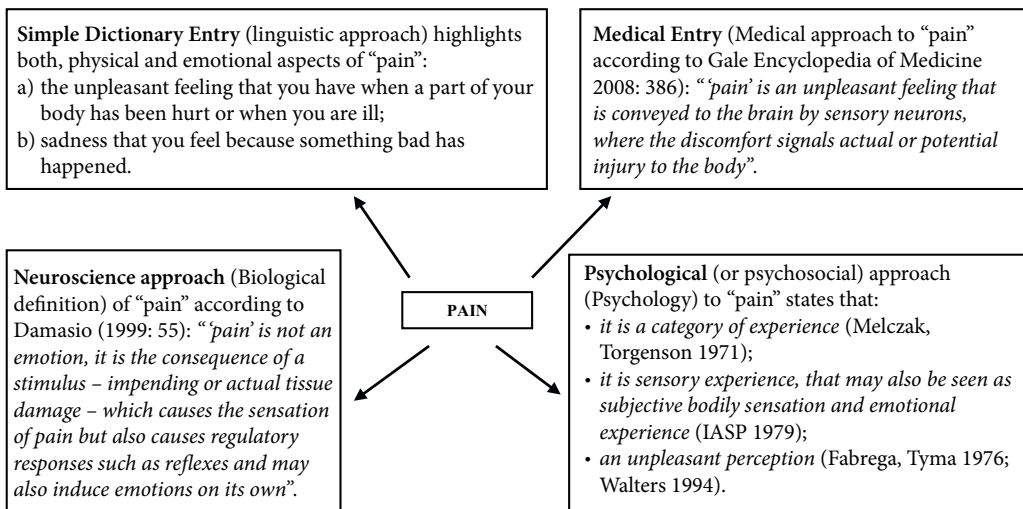 Simple Dictionary Entry (linguistic approach) highlights
both, physical and emotional aspects of “pain”:
a) the unpleasant feeling that you have when a part of your
body has been hurt or when you are ill;
b) sadness that you feel because something bad has
happened.
Medical Entry (Medical approach to “pain”
according to Gale Encyclopedia of Medicine
2008: 386): “‘pain’ is an unpleasant feeling that
is conveyed to the brain by sensory neurons,
where the discomfort signals actual or potential
injury to the body”.
PAIN
Neuroscience approach (Biological
definition) of “pain” according to
Damasio (1999: 55): “‘pain’ is not an
emotion, it is the consequence of a
stimulus – impending or actual tissue
damage – which causes the sensation
of pain but also causes regulatory
responses such as reflexes and may
also induce emotions on its own”.
Psychological (or psychosocial) approach
(Psychology) to “pain” states that:
• it is a category of experience (Melczak,
Torgenson 1971);
• it is sensory experience, that may also be seen as
subjective bodily sensation and emotional
experience (IASP 1979);
• an unpleasant perception (Fabrega, Tyma 1976;
Walters 1994).